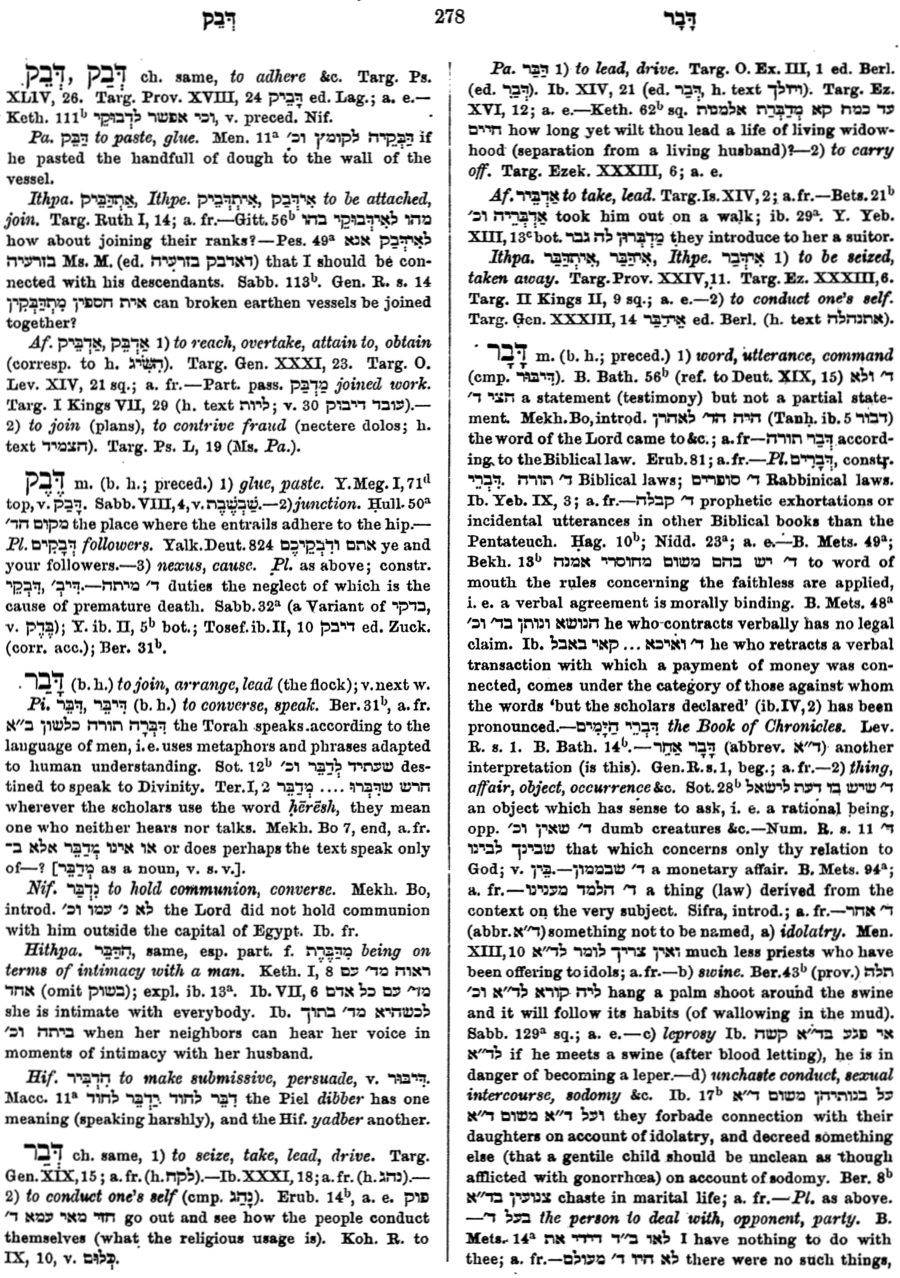 דָּבֵק 278 דָּבָר
דְּבַק, דְּבֵק ch. same, to adhere &c. Targ. Ps.
XLIV, 26. Targ. Prov. XVIII, 24 דָּבֵיק ed. Lag.; a. e.—
Keth. 111ᵇ וכי אפשר לדבוקי, v. preced. Nif.
Pa. דַּבֵּק to paste, glue. Men. 11ᵃ דַּבְּקֵיה לקומץ וכ׳ if
he pasted the handfull of dough to the wall of the
vessel.
Ithpa. אִתְדַּבֵּיק, Ithpe. אִידְּבַק, אִיתְדְּבֵיק to be attached,
join. Targ. Ruth I, 14; a. fr.—Gitt. 56ᵇ מהו לְאִידַּבּוּקֵי בהו
how about joining their ranks?—Pes. 49ᵃ לְאִידְּבַק אנא
בזרעיה Ms. M. (ed. דאדבק בזרעיה) that I should be con-
nected with his descendants. Sabb. 113ᵇ. Gen. R. s. 14
אית חספין מִתְדַּבְּקִין can broken earthen vessels be joined
together?
Af. אַדְבֵּק, אַדְבֵּיק 1) to reach, overtake, attain to, obtain
(corresp. to h. הִשִּׂיג). Targ. Gen. XXXI, 23. Targ. O.
Lev. XIV, 21 sq.; a. fr.—Part. pass. מַדְבַּק joined work.
Targ. I Kings VII, 29 (h. text ליות; v. 30 עובד דיבוק).—
2) to join (plans), to contrive fraud (nectere dolos; h.
text הצמיד). Targ. Ps. L, 19 (Ms. Pa.).
דֶּבֶק m. (b. h.; preced.) 1) glue, paste. Y. Meg. I, 71ᵈ
top, v. דָּבַק. Sabb. VIII, 4, v. שַׁבְשֶׁבֶת.—2) junction. Ḥull. 50ᵃ
מקום הד׳ the place where the entrails adhere to the hip.—
Pl. דְּבָקִים followers. Yalk. Deut. 824 אתם ודִבְקֵיכֶם ye and
your followers.—3) nexus, cause. Pl. as above; constr.
דִּבְקֵי, דִּיבְ׳.—ד׳ מיתה duties the neglect of which is the
cause of premature death. Sabb. 32ᵃ (a Variant of בדקי,
v. בֶּדֶק); Y. ib. II, 5ᵇ bot.; Tosef. ib. II, 10 דיבק ed. Zuck.
(corr. acc.); Ber. 31ᵇ.
דָּבַר (b. h.) to join, arrange, lead (the flock); v. next w.
Pi. דִּבֵּר, דִּיבֵּר (b. h.) to converse, speak. Ber. 31ᵇ, a. fr.
דִּבְּרָה תורה כלשון ב״א the Torah speaks according to the
language of men, i. e. uses metaphors and phrases adapted
to human understanding. Sot. 12ᵇ שעתיד לְדַבֵּר וכ׳ des-
tined to speak to Divinity. Ter. I, 2 חרש שדִּבְּרוּ .... מְדַבֵּר
wherever the scholars use the word ḥērēsh, they mean
one who neither hears nor talks. Mekh. Bo 7, end, a. fr.
או אינו מְדַבֵּר אלא ב־ or does perhaps the text speak only
of—? [מְדַבֵּר as a noun, v. s. v.].
Nif. נִדְבַּר to hold communion, converse. Mekh. Bo,
introd. לא נ׳ עמו וכ׳ the Lord did not hold communion
with him outside the capital of Egypt. Ib. fr.
Hithpa. הִדַּבֵּר, same, esp. part. f. מִדַּבֶּרֶת being on
terms of intimacy with a man. Keth. I, 8 ראוה מד׳ עם
אחד (omit בשוק); expl. ib. 13ᵃ. Ib. VII, 6 מד׳ עם כל אדם
she is intimate with everybody. Ib. לכשהיא מד׳ בתוך
ביתה וכ׳ when her neighbors can hear her voice in
moments of intimacy with her husband.
Hif. הִדְבִּיר to make submissive, persuade, v. דִּיבּוּר.
Macc. 11ᵃ דִּבֶּר לחוד יַדְבֵּר לחוד the Piel dibber has one
meaning (speaking harshly), and the Hif. yadber another.
דְּבַר ch. same, 1) to seize, take, lead, drive. Targ.
Gen. XIX, 15; a. fr. (h. לקח).—Ib. XXXI, 18; a. fr. (h. נהג).—
2) to conduct one's self (cmp. נָהַג). Erub. 14ᵇ, a. e. פוק
חזי מאי עמא ד׳ go out and see how the people conduct
themselves (what the religious usage is). Koh. R. to
IX, 10, v. כְּלוּם.
Pa. דַּבַּר 1) to lead, drive. Targ. O. Ex. III, 1 ed. Berl.
(ed. דְּבַר). Ib. XIV, 21 (ed. דְּבַר, h. text ויולך). Targ. Ez.
XVI, 12; a. e.—Keth. 62ᵇ sq. עד כמה קא מְדַבְּרַת אלמנות
חיים how long yet wilt thou lead a life of living widow-
hood (separation from a living husband)?—2) to carry
off. Targ. Ezek. XXXIII, 6; a. e.
Af. אַדְבֵּיר to take, lead. Targ. Is. XIV, 2; a. fr.—Bets. 21ᵇ
אַדְבְּרֵיה וכ׳ took him out on a walk; ib. 29ᵃ. Y. Yeb.
XIII, 13ᶜ bot. מַדְבְּרוּן לה גבר they introduce to her a suitor.
Ithpa. אִיתְדַּבַּר, אִידַּבַּר, Ithpe. אִידְּבַר 1) to be seized,
taken away. Targ. Prov. XXIV, 11. Targ. Ez. XXXIII, 6.
Targ. II Kings II, 9 sq.; a. e.—2) to conduct one's self.
Targ. Gen. XXXIII, 14 אֶידַּבַּר ed. Berl. (h. text אתנהלה).
דָּבָר m. (b. h.; preced.) 1) word, utterance, command
(cmp. דִּיבּוּר). B. Bath. 56ᵇ (ref. to Deut. XIX, 15) ד׳ ולא
חצי ד׳ a statement (testimony) but not a partial state-
ment. Mekh. Bo, introd. היה הד׳ לאהרן (Tanḥ. ib. 5 דבור)
the word of the Lord came to &c.; a. fr—דְּבַר תורה accord-
ing to the Biblical law. Erub. 81; a. fr.—Pl. דְּבָרִים, constr.
דִּבְרֵי. ד׳ תורה Biblical laws; ד׳ סופרים Rabbinical laws.
Ib. Yeb. IX, 3; a. fr.—ד׳ קבלה prophetic exhortations or
incidental utterances in other Biblical books than the
Pentateuch. Ḥag. 10ᵇ; Nidd. 23ᵃ; a. e.—B. Mets. 49ᵃ;
Bekh. 13ᵇ ד׳ יש בהם משום מחוסרי אמנה to word of
mouth the rules concerning the faithless are applied,
i. e. a verbal agreement is morally binding. B. Mets. 48ᵃ
הנושא ונותן בד׳ וכ׳ he who contracts verbally has no legal
claim. Ib. ד׳ ואיכא ... קאי באבל he who retracts a verbal
transaction with which a payment of money was con-
nected, comes under the category of those against whom
the words ‘but the scholars declared’ (ib. IV, 2) has been
pronounced.—דִּבְרֵי הַיָּמִים the Book of Chronicles. Lev.
R. s. 1. B. Bath. 14ᵇ.—דָּבָר אַחֵר (abbrev. ד״א) another
interpretation (is this). Gen. R. s. 1, beg.; a. fr.—2) thing,
affair, object, occurrence &c. Sot. 28ᵇ ד׳ שיש בו דעת לישאל
an object which has sense to ask, i. e. a rational being,
opp. ד׳ שאין וכ׳ dumb creatures &c.—Num. R. s. 11 ד׳
שבינך לבינו that which concerns only thy relation to
God; v. בֵּין.—ד׳ שבממון a monetary affair. B. Mets. 94ᵃ;
a. fr.—ד׳ הלמד מענינו a thing (law) derived from the
context on the very subject. Sifra, introd.; a. fr.—ד׳ אחר
(abbr. ד״א) something not to be named, a) idolatry. Men.
XIII, 10 ואין צריך לומר לד״א much less priests who have
been offering to idols; a. fr.—b) swine. Ber. 43ᵇ (prov.) תלה
ליה קורא לד״א וכ׳ hang a palm shoot around the swine
and it will follow its habits (of wallowing in the mud).
Sabb. 129ᵃ sq.; a. e.—c) leprosy Ib. אי פגע בד״א קשה
לד״א if he meets a swine (after blood letting), he is in
danger of becoming a leper.—d) unchaste conduct, sexual
intercourse, sodomy &c. Ib. 17ᵇ על בנותיהן משום ד״א
ועל ד״א משום ד״א they forbade connection with their
daughters on account of idolatry, and decreed something
else (that a gentile child should be unclean as though
afflicted with gonorrhœa) on account of sodomy. Ber. 8ᵇ
צנועין בד״א chaste in marital life; a. fr.—Pl. as above.
—בעל ד׳ the person to deal with, opponent, party. B.
Mets. 14ᵃ לאו ב״ד דידי את I have nothing to do with
thee; a. fr.—לא היו ד׳ מעולם there were no such things,